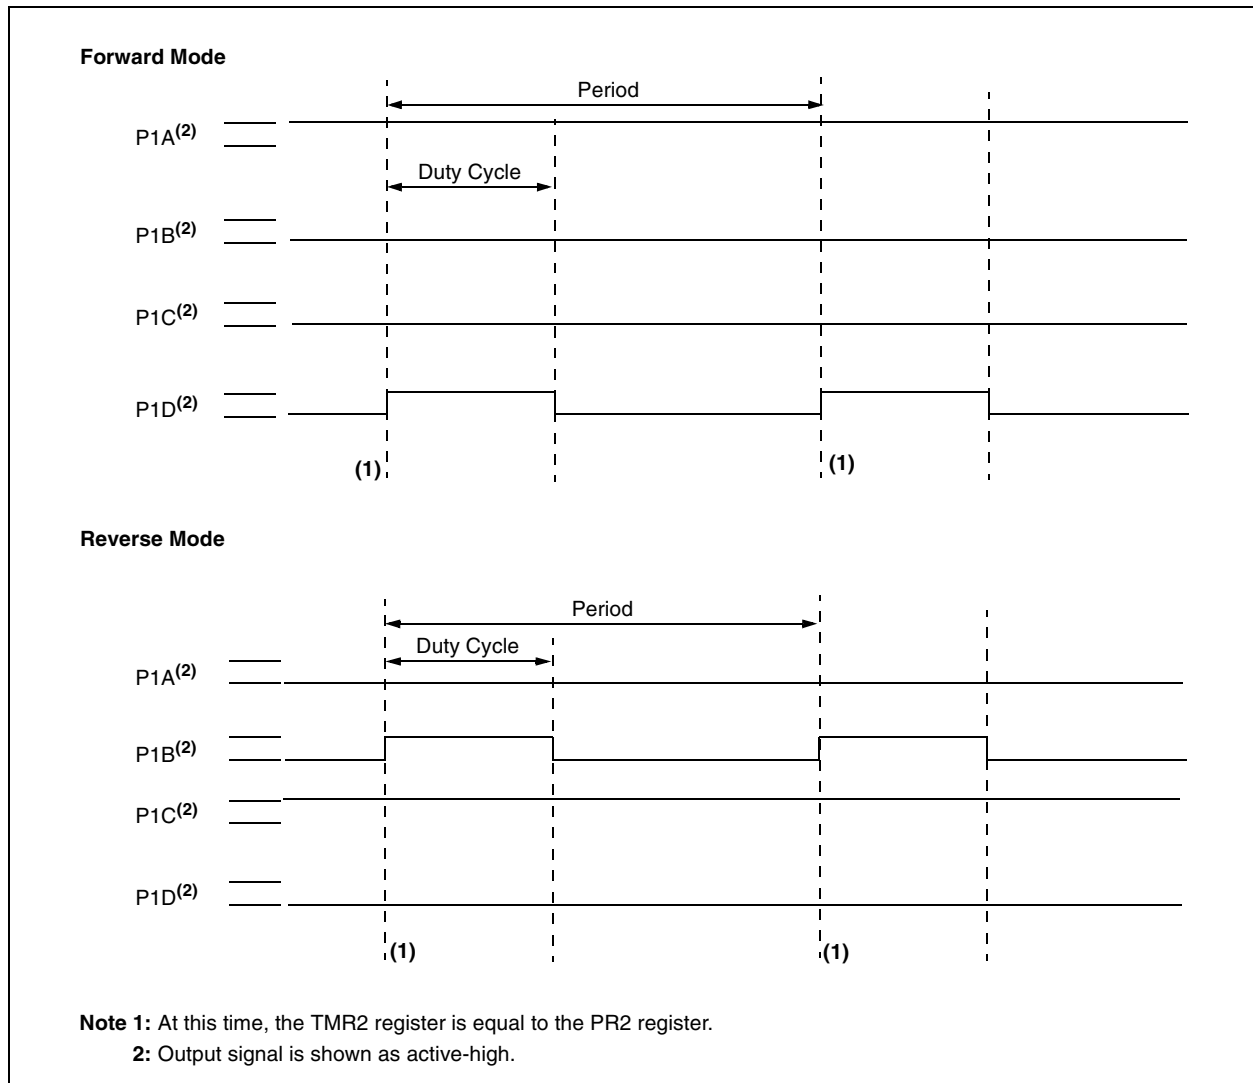 Forward Mode
Period
P1A(2)
Duty Cycle
P1B(2)
P1C(2)
P1D(2)
(1)
(1)
Reverse Mode
Period
Duty Cycle
P1A(2)
P1B(2)
P1C(2)
P1D(2)
(1)
(1)
Note 1: At this time, the TMR2 register is equal to the PR2 register.
2: Output signal is shown as active-high.